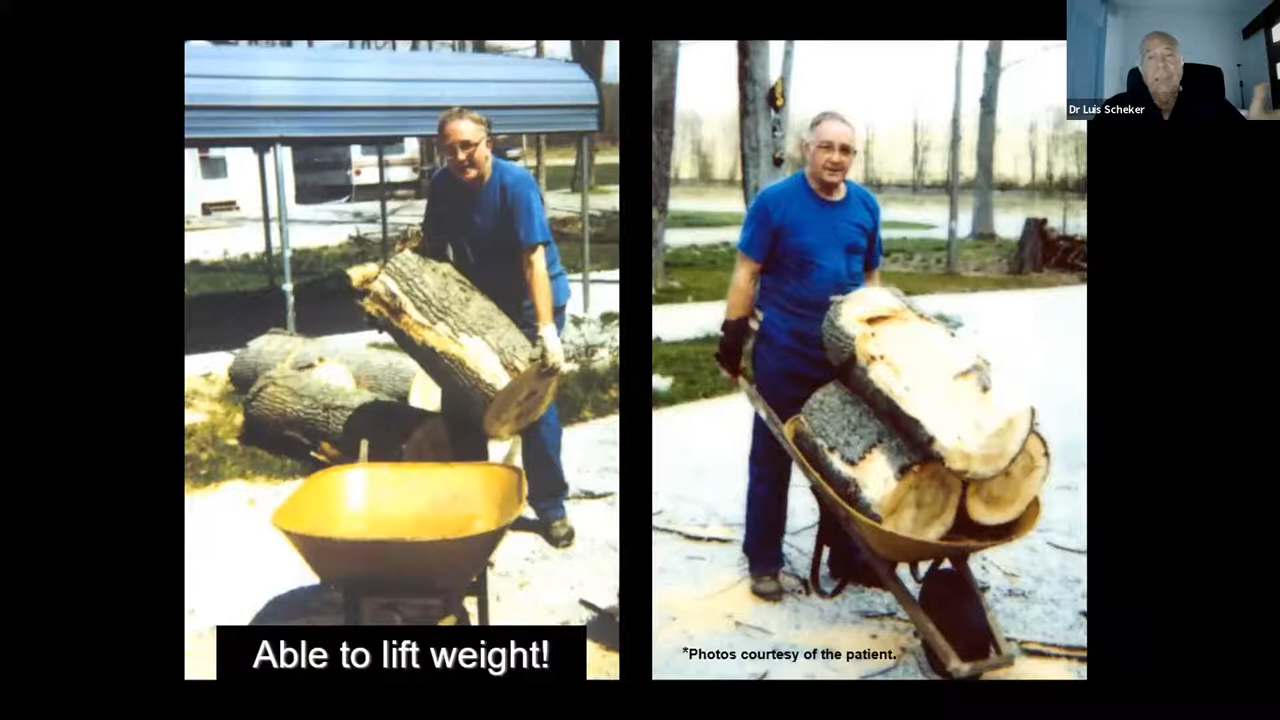 Dr Luis Scheker
Able to lift weight!
*Photos courtesy of the patient.